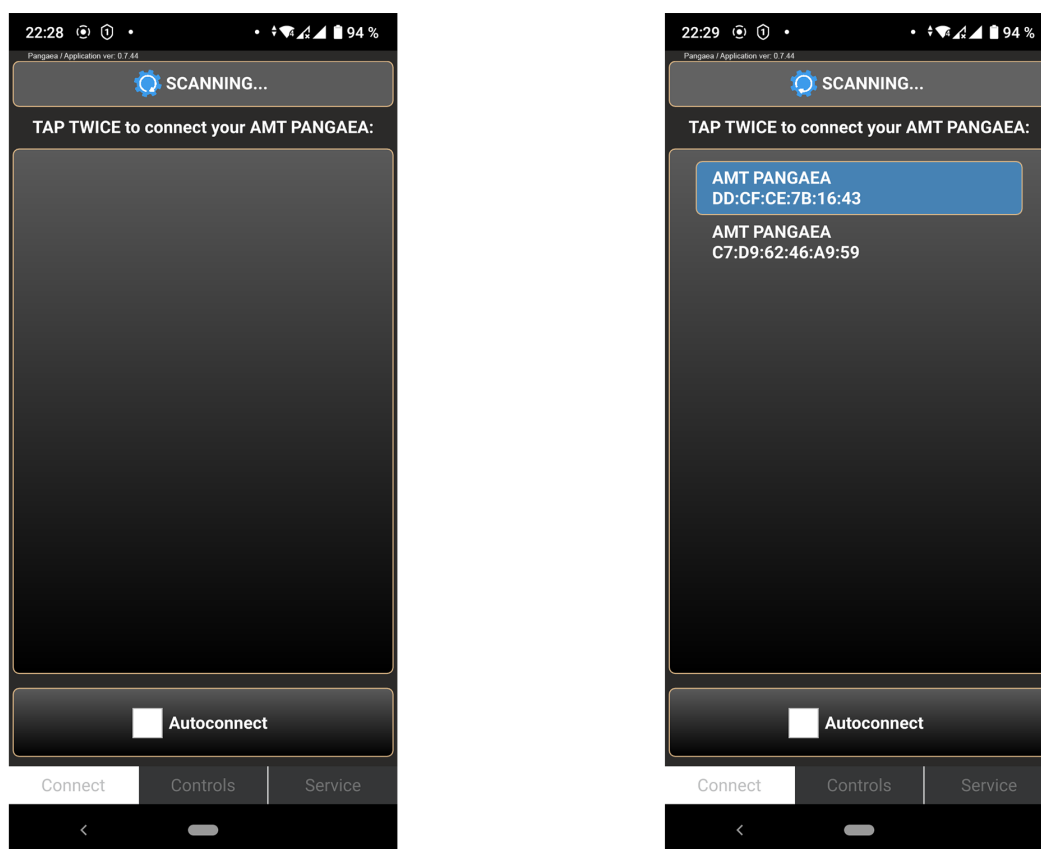 22:28 94 %
Pangaea / Application ver: 0.7.44
SCANNING...
TAP TWICE to connect your AMT PANGAEA:
Autoconnect
Connect Controls Service
22:29 94 %
Pangaea / Application ver: 0.7.44
SCANNING...
TAP TWICE to connect your AMT PANGAEA:
AMT PANGAEA
DD:CF:CE:7B:16:43
AMT PANGAEA
C7:D9:62:46:A9:59
Autoconnect
Connect Controls Service